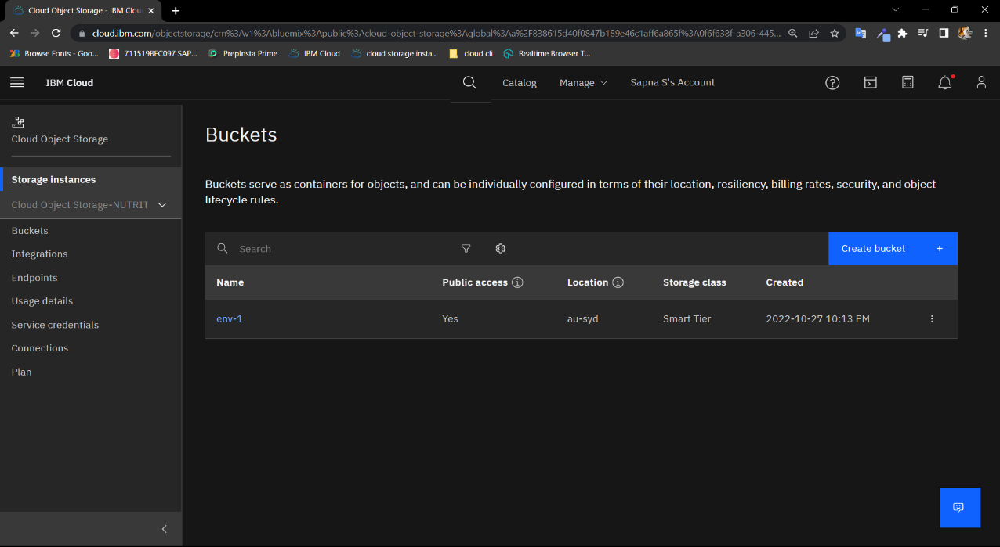 Cloud Object Storage - IBM Clou
cloud.ibm.com/objectstorage/crn%3Av1%3Abluemix%3Apublic%3Acloud-object-storage%3Aglobal%3Aa%2F838615d40f0847b189e46c1aff6a865f%3A0f6f638f-a306-445...
Browse Fonts - Goo...
711519BEC097 SAP...
PrepInsta Prime
IBM Cloud
cloud storage insta...
cloud cli
Realtime Browser T...
IBM Cloud
Catalog
Manage
Sapna S's Account
Cloud Object Storage
Storage instances
Cloud Object Storage-NUTRIT
Buckets
Integrations
Endpoints
Usage details
Service credentials
Connections
Plan
Buckets
Buckets serve as containers for objects, and can be individually configured in terms of their location, resiliency, billing rates, security, and object
lifecycle rules.
Search
Create bucket +
Name Public access Location Storage class Created
env-1 Yes au-syd Smart Tier 2022-10-27 10:13 PM